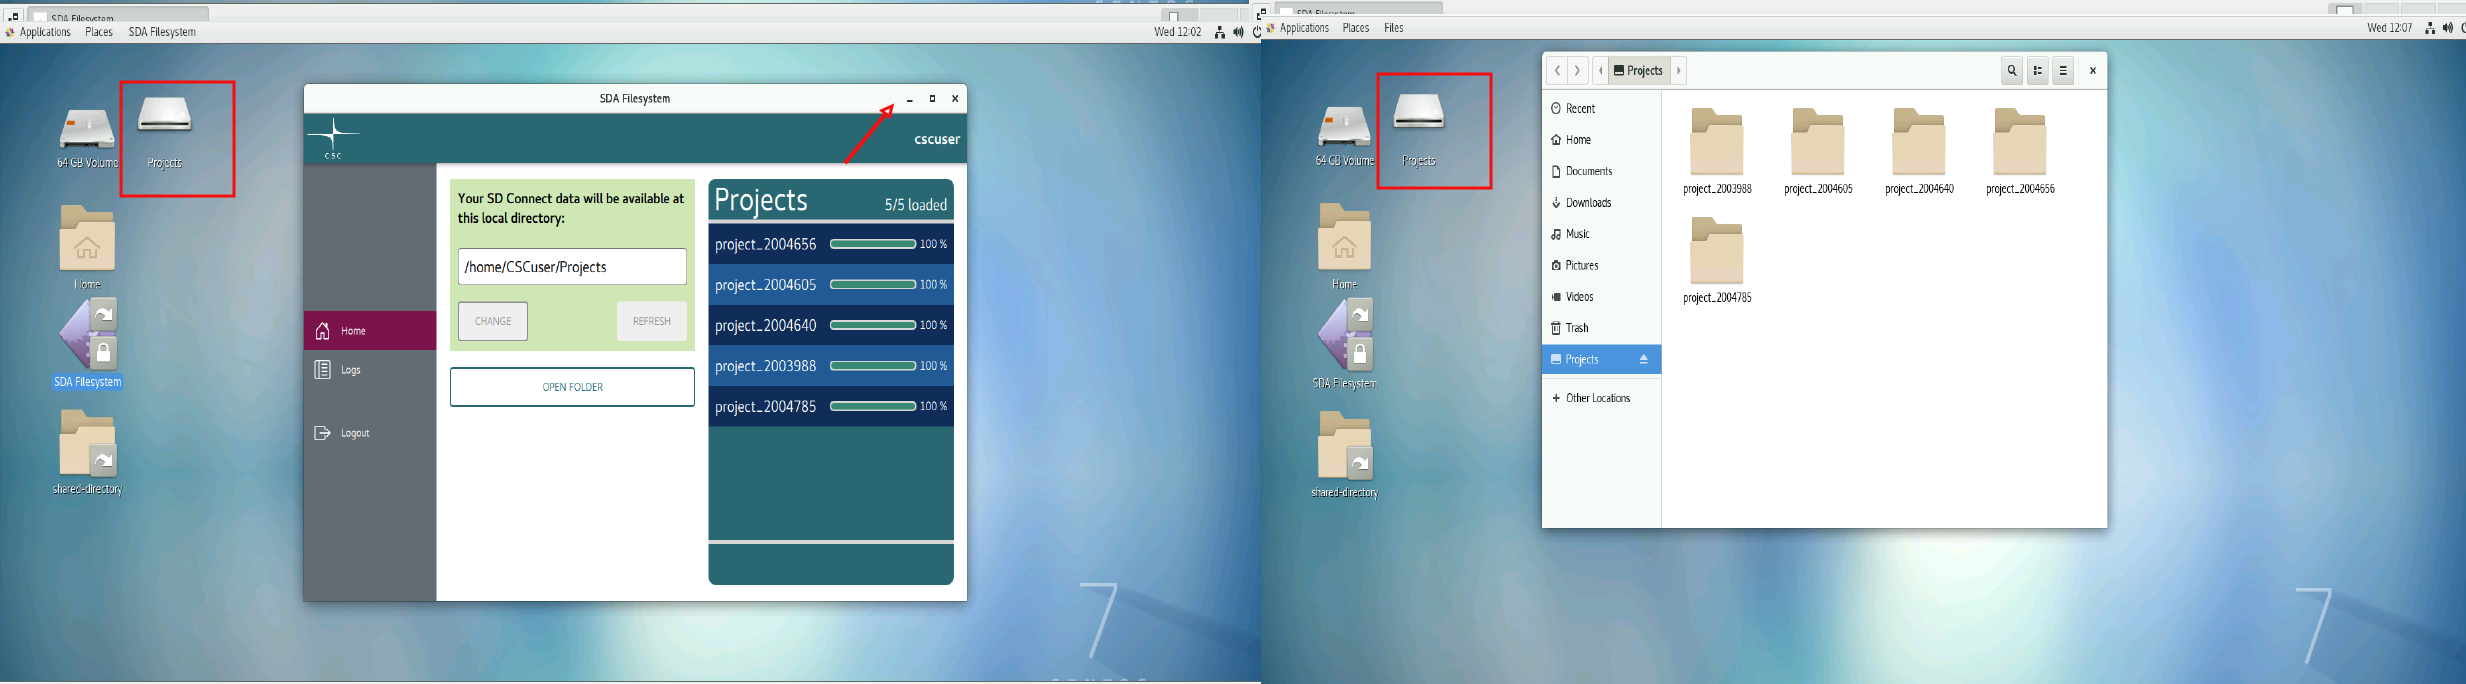 SDA Filesystem
Applications Places SDA Filesystem
Wed 12:02
64 GB Volume
Projects
Home
SDA Filesystem
shared-directory
SDA Filesystem
CSC
cscuser
Home
Logs
Logout
Your SD Connect data will be available at
this local directory:
/home/CSCuser/Projects
CHANGE
REFRESH
OPEN FOLDER
Projects
5/5 loaded
project_2004656 100 %
project_2004605 100 %
project_2004640 100 %
project_2003988 100 %
project_2004785 100 %
7
SDA Filesystem
Applications Places Files
Wed 12:07
64 GB Volume
Projects
Home
SDA Filesystem
shared-directory
Projects
Recent
Home
Documents
Downloads
Music
Pictures
Videos
Trash
Projects
Other Locations
project_2003988
project_2004605
project_2004640
project_2004656
project_2004785
7